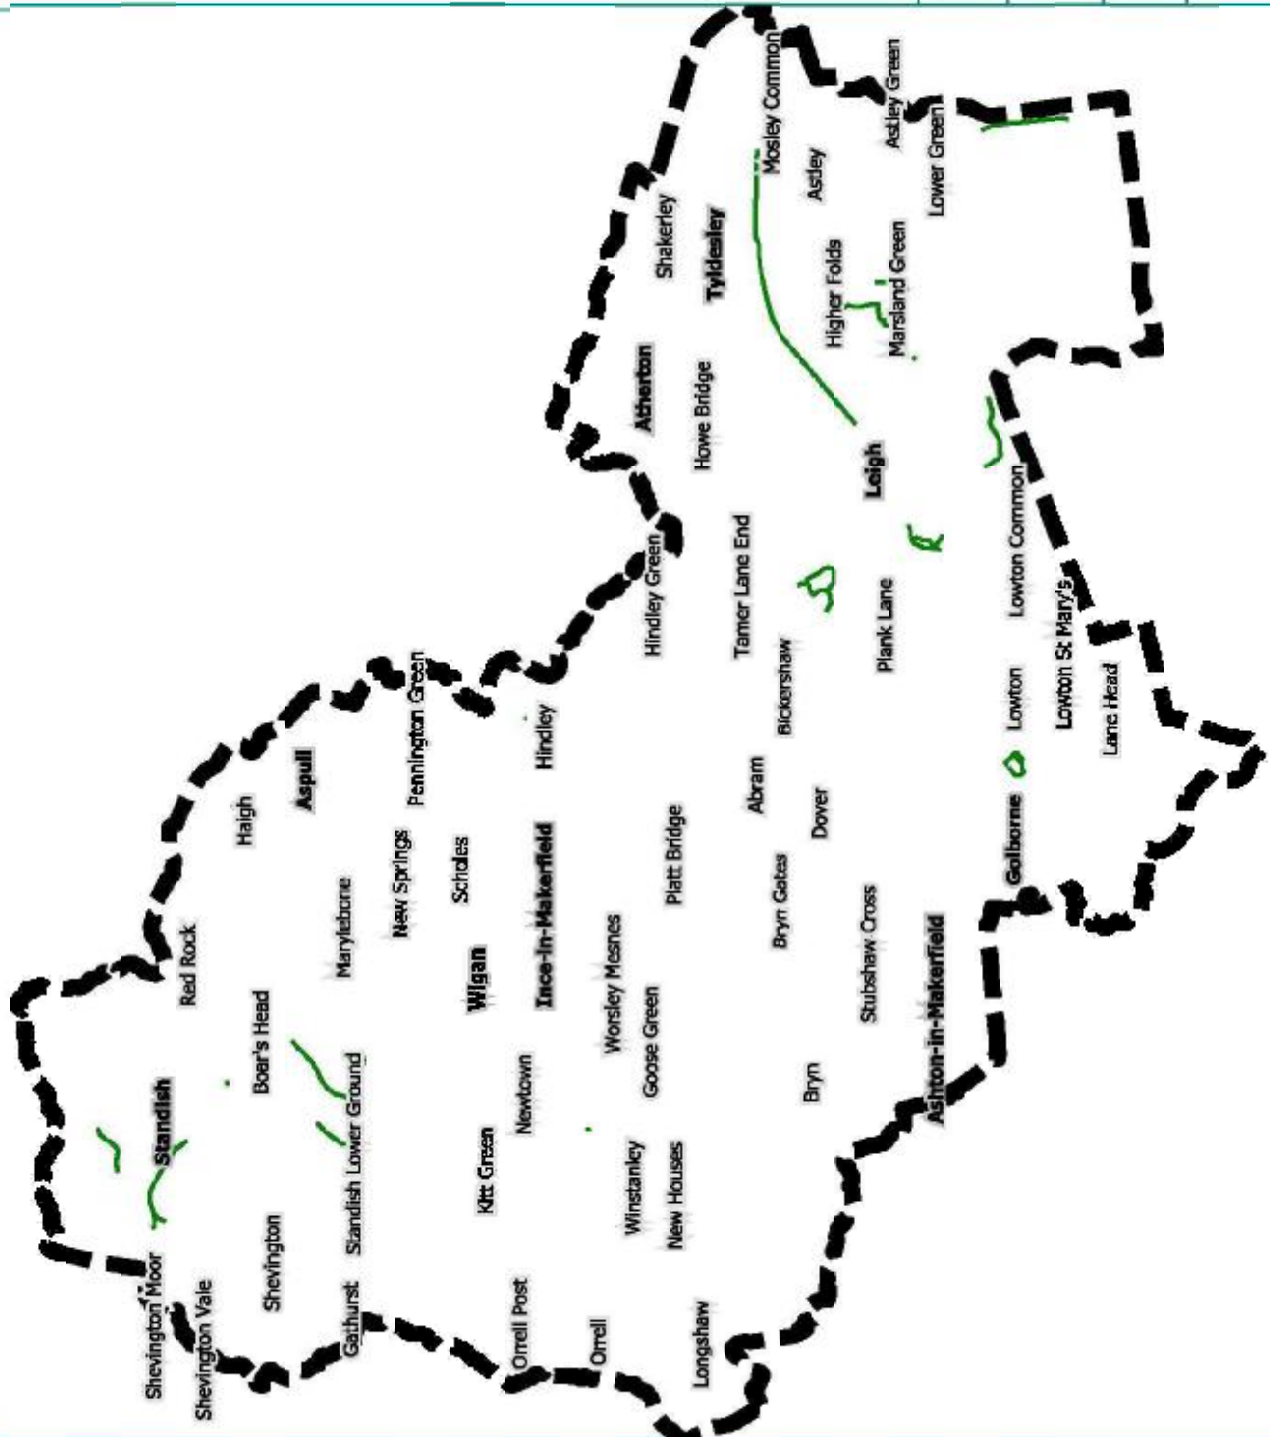 Shevington Moor
Standish
Red Rock
Shevington Vale
Haigh
Boar's Head
Shevington
Aspull
Marylebone
Gathurst
Standish Lower Ground
New Springs
Pennington Green
Scholes
Wigan
Kitt Green
Orrell Post
Newtown
Ince-in-Makerfield
Hindley
Orrell
Worsley Mesnes
Winstanley
Atherton
Goose Green
Hindley Green
Shakerley
New Houses
Platt Bridge
Longshaw
Howe Bridge
Tyldesley
Tamer Lane End
Abram
Mosley Common
Bryn Gates
Bickershaw
Bryn
Astley
Dover
Higher Folds
Stubshaw Cross
Leigh
Plank Lane
Marsland Green
Astley Green
Ashton-in-Makerfield
Lower Green
Golborne
Lowton
Lowton Common
Lowton St Mary's
Lane Head